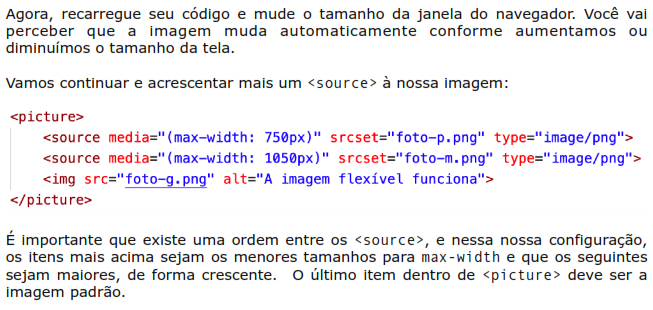 Agora, recarregue seu código e mude o tamanho da janela do navegador. Você vai
perceber que a imagem muda automaticamente conforme aumentamos ou
diminuímos o tamanho da tela.
Vamos continuar e acrescentar mais um <source> à nossa imagem:
<picture>
<source media="(max-width: 750px)" srcset="foto-p.png" type="image/png">
<source media="(max-width: 1050px)" srcset="foto-m.png" type="image/png">
<img src="foto-g.png" alt="A imagem flexível funciona">
</picture>
É importante que existe uma ordem entre os <source>, e nessa nossa configuração,
os itens mais acima sejam os menores tamanhos para max-width e que os seguintes
sejam maiores, de forma crescente. O último item dentro de <picture> deve ser a
imagem padrão.